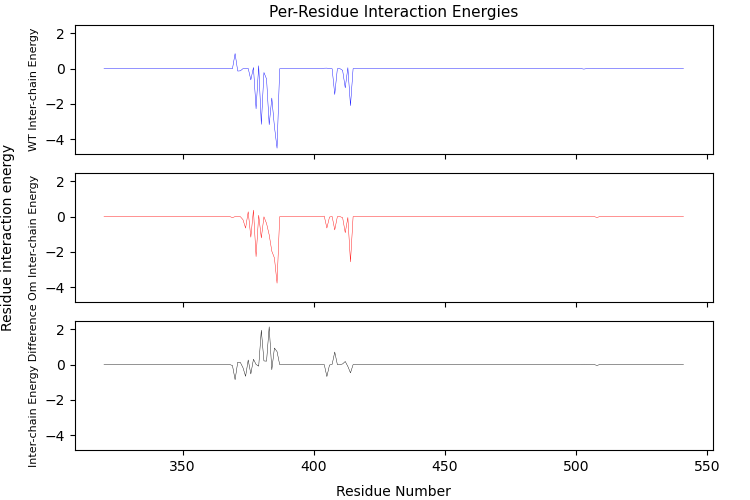 Per-Residue Interaction Energies
Residue interaction energy
WT Inter-chain Energy
2
0
−2
−4
Om Inter-chain Energy
2
0
−2
−4
Inter-chain Energy Difference
2
0
−2
−4
350
400
450
500
550
Residue Number